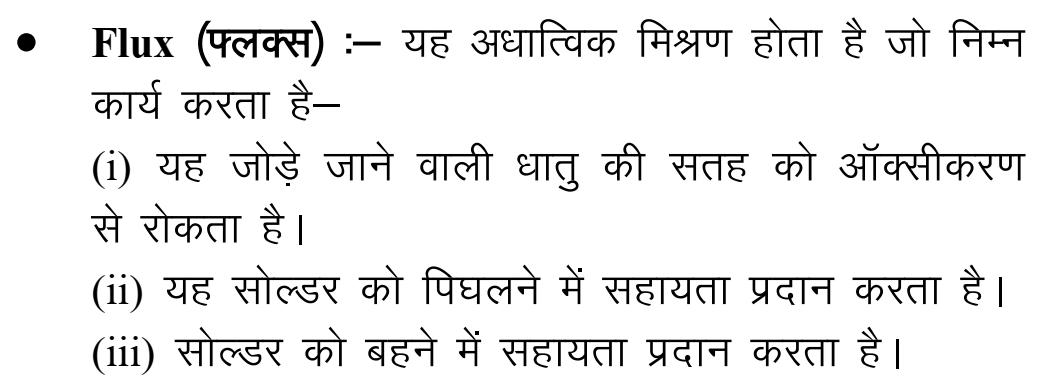 • Flux (फ्लक्स) :– यह अधात्विक मिश्रण होता है जो निम्न
कार्य करता है–
(i) यह जोड़े जाने वाली धातु की सतह को ऑक्सीकरण
से रोकता है।
(ii) यह सोल्डर को पिघलने में सहायता प्रदान करता है।
(iii) सोल्डर को बहने में सहायता प्रदान करता है।